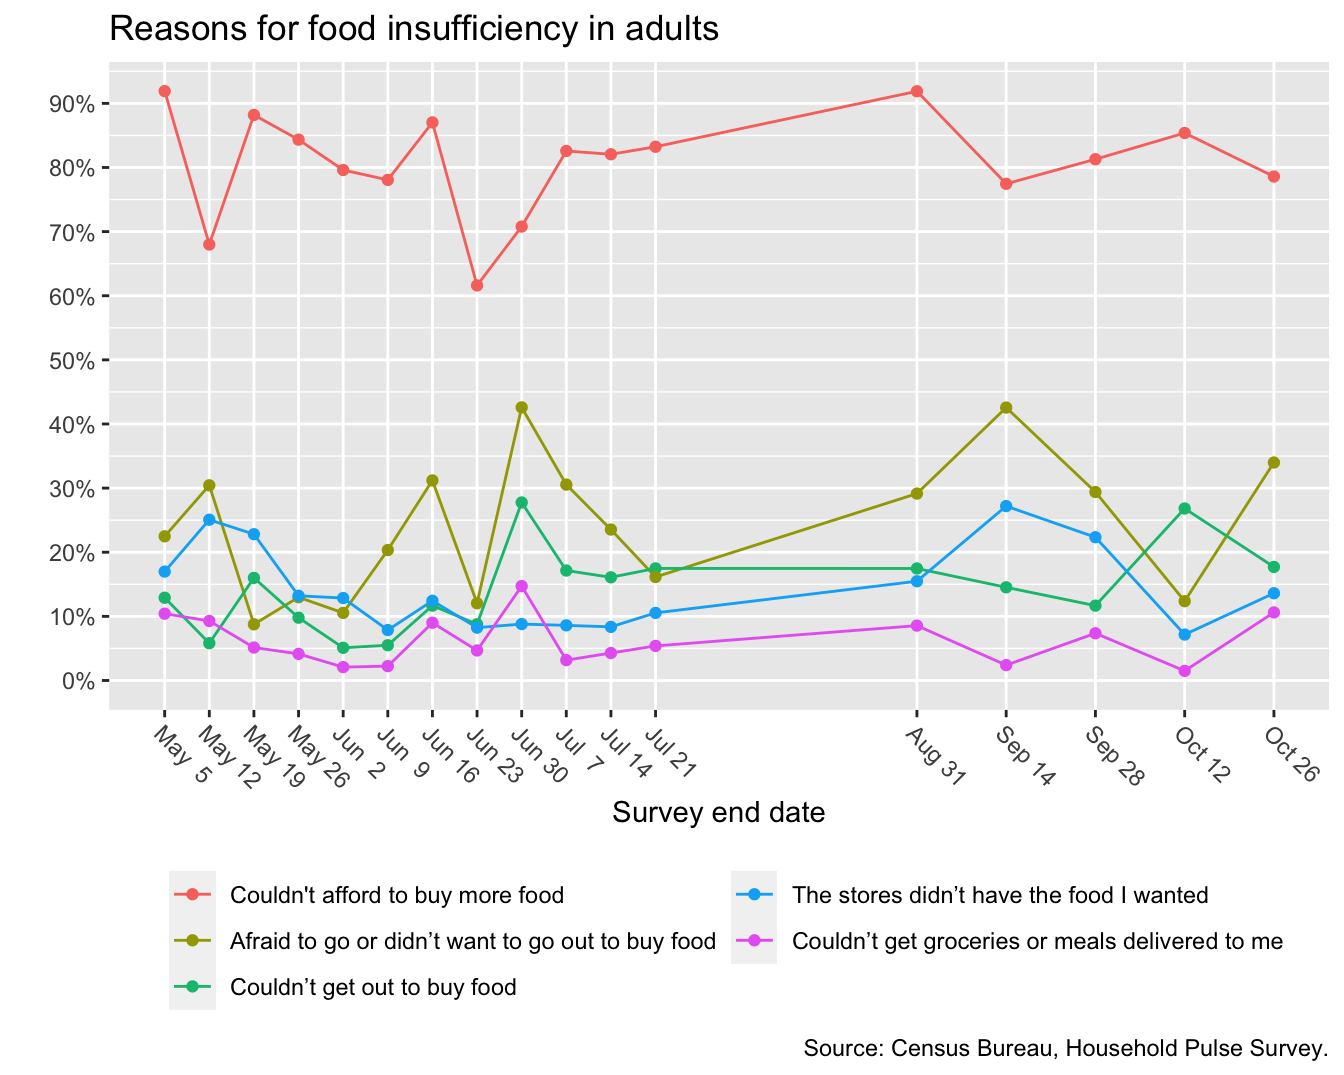 Reasons for food insufficiency in adults
90%
80%
70%
60%
50%
40%
30%
20%
10%
0%
May 5
May 12
May 19
May 26
Jun 2
Jun 9
Jun 16
Jun 23
Jun 30
Jul 7
Jul 14
Jul 21
Aug 31
Sep 14
Sep 28
Oct 12
Oct 26
Survey end date
Couldn't afford to buy more food
Afraid to go or didn’t want to go out to buy food
Couldn’t get out to buy food
The stores didn’t have the food I wanted
Couldn’t get groceries or meals delivered to me
Source: Census Bureau, Household Pulse Survey.